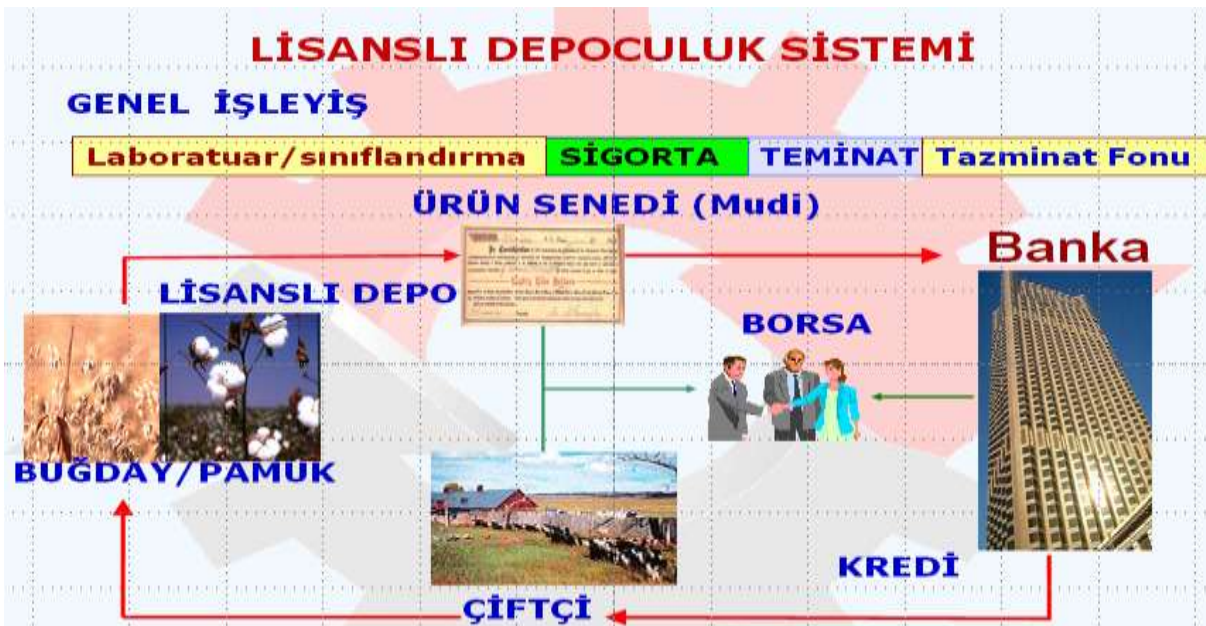 LİSANSLI DEPOCULUK SİSTEMİ
GENEL İŞLEYİŞ
Laboratuar/sınıflandırma SİGORTA TEMİNAT Tazminat Fonu
ÜRÜN SENEDİ (Mudi)
Banka
LİSANSLI DEPO
BORSA
BUĞDAY/PAMUK
KREDİ
ÇİFTÇİ